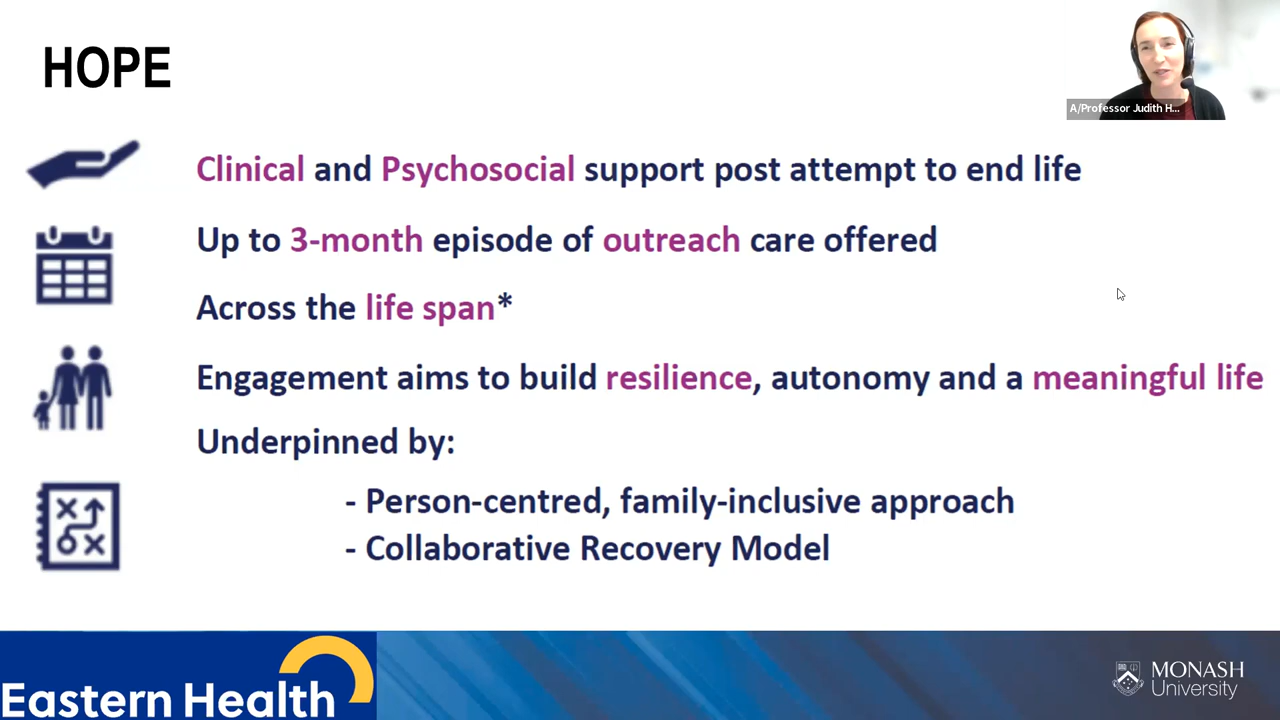 HOPE
A/Professor Judith H...
Clinical and Psychosocial support post attempt to end life
Up to 3-month episode of outreach care offered
Across the life span*
Engagement aims to build resilience, autonomy and a meaningful life
Underpinned by:
- Person-centred, family-inclusive approach
- Collaborative Recovery Model
Eastern Health
MONASH
University